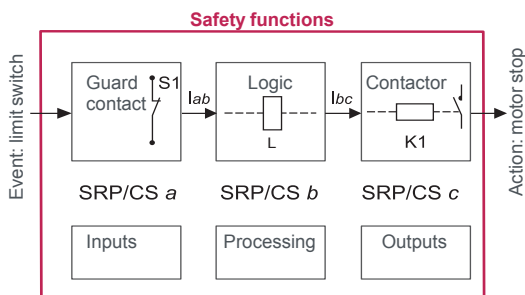 Safety functions
Event: limit switch
Guard
contact
S1
Iab
Logic
L
Ibc
Contactor
K1
Action: motor stop
SRP/CS a
SRP/CS b
SRP/CS c
Inputs
Processing
Outputs